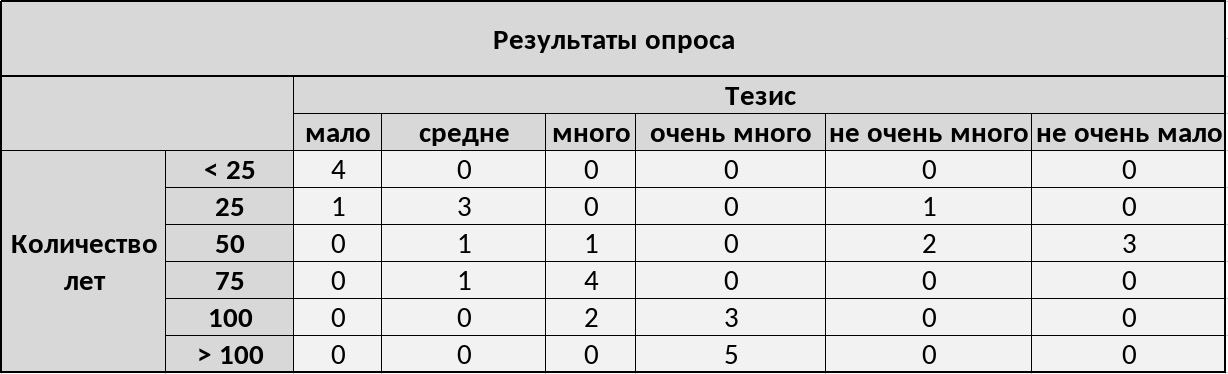 Результаты опроса
Тезис
мало средне много очень много не очень много не очень мало
< 25 4 0 0 0 0 0
25 1 3 0 0 1 0
Количество лет
50 0 1 1 0 2 3
75 0 1 4 0 0 0
100 0 0 2 3 0 0
> 100 0 0 0 5 0 0